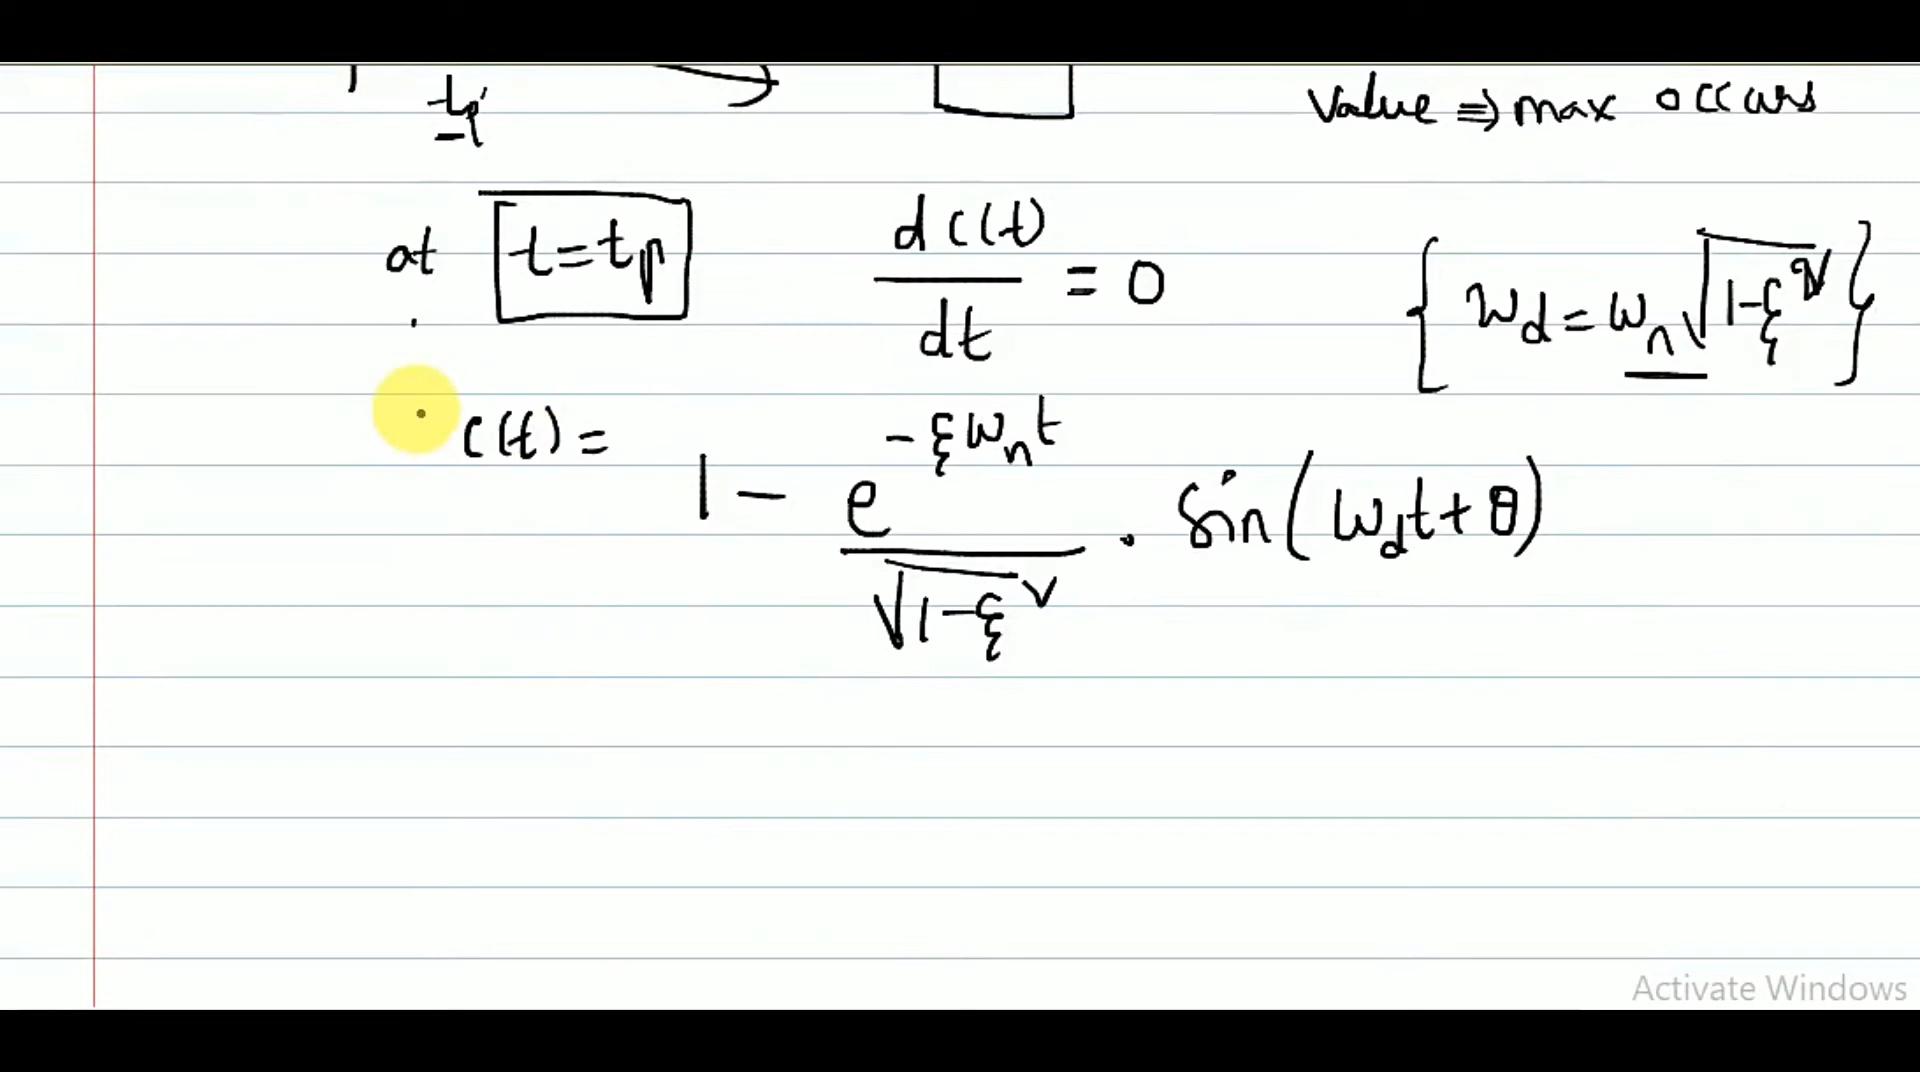 tp
value ⇒ max occurs
at t=tp dc(t)/dt = 0 { ωd = ωn√1-ξ² }
c(t) = 1 - e^(-ξωnt)/√1-ξ² . sin(ωdt+θ)
Activate Windows